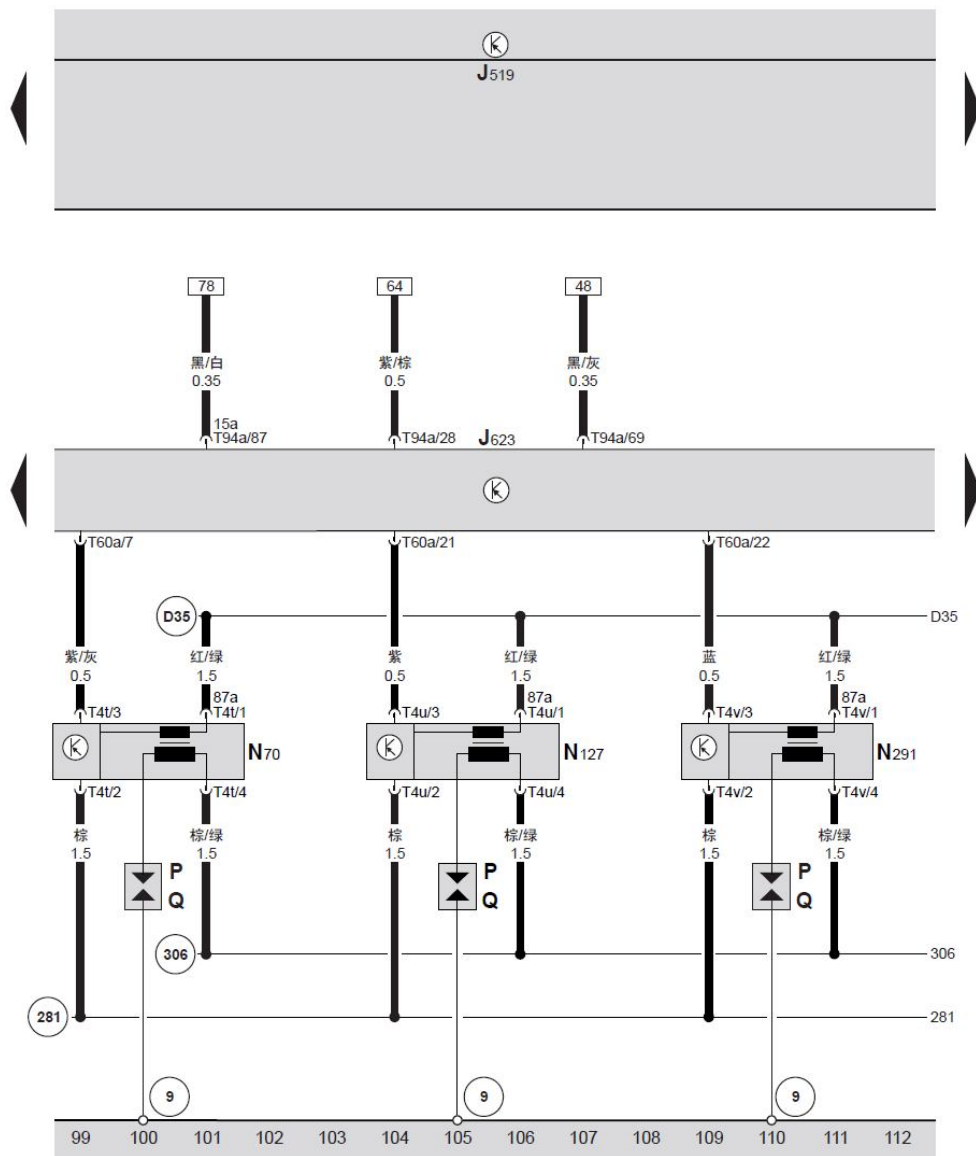 J519
78 64 48
黑/白 紫/棕 黑/灰
0.35 0.5 0.35
15a
T94a/87 T94a/28 J623 T94a/69
T60a/7 T60a/21 T60a/22
D35 D35
紫/灰 红/绿 紫 红/绿 蓝 红/绿
0.5 1.5 0.5 1.5 0.5 1.5
87a 87a 87a
T4t/3 T4t/1 T4u/3 T4u/1 T4v/3 T4v/1
N70 N127 N291
T4t/2 T4t/4 T4u/2 T4u/4 T4v/2 T4v/4
棕 棕/绿 棕 棕/绿 棕 棕/绿
1.5 1.5 1.5 1.5 1.5 1.5
P P P
Q Q Q
306 306
281 281
9 9 9
99 100 101 102 103 104 105 106 107 108 109 110 111 112